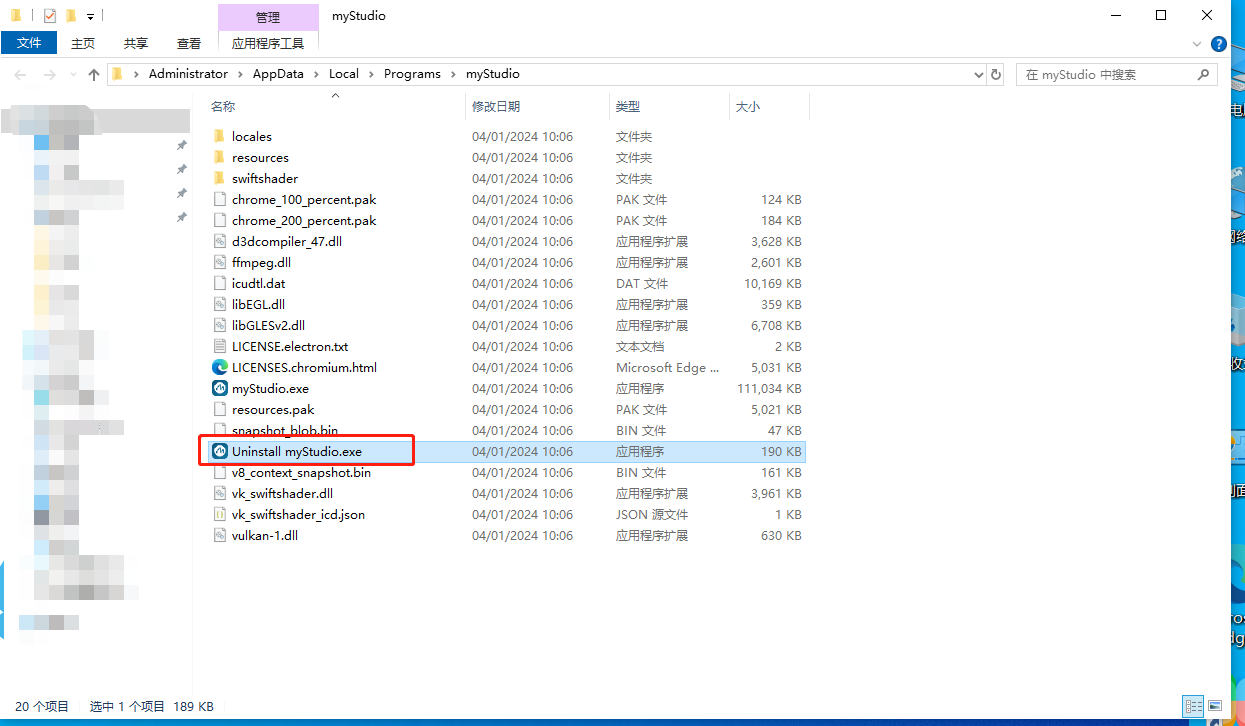 管理 myStudio
文件 主页 共享 查看 应用程序工具
Administrator AppData Local Programs myStudio 在 myStudio 中搜索
名称 修改日期 类型 大小
locales 04/01/2024 10:06 文件夹
resources 04/01/2024 10:06 文件夹
swiftshader 04/01/2024 10:06 文件夹
chrome_100_percent.pak 04/01/2024 10:06 PAK 文件 124 KB
chrome_200_percent.pak 04/01/2024 10:06 PAK 文件 184 KB
d3dcompiler_47.dll 04/01/2024 10:06 应用程序扩展 3,628 KB
ffmpeg.dll 04/01/2024 10:06 应用程序扩展 2,601 KB
icudtl.dat 04/01/2024 10:06 DAT 文件 10,169 KB
libEGL.dll 04/01/2024 10:06 应用程序扩展 359 KB
libGLESv2.dll 04/01/2024 10:06 应用程序扩展 6,708 KB
LICENSE.electron.txt 04/01/2024 10:06 文本文档 2 KB
LICENSES.chromium.html 04/01/2024 10:06 Microsoft Edge ... 5,031 KB
myStudio.exe 04/01/2024 10:06 应用程序 111,034 KB
resources.pak 04/01/2024 10:06 PAK 文件 5,021 KB
snapshot_blob.bin 04/01/2024 10:06 BIN 文件 47 KB
Uninstall myStudio.exe 04/01/2024 10:06 应用程序 190 KB
v8_context_snapshot.bin 04/01/2024 10:06 BIN 文件 161 KB
vk_swiftshader.dll 04/01/2024 10:06 应用程序扩展 3,961 KB
vk_swiftshader_icd.json 04/01/2024 10:06 JSON 源文件 1 KB
vulkan-1.dll 04/01/2024 10:06 应用程序扩展 630 KB
20 个项目 选中 1 个项目 189 KB